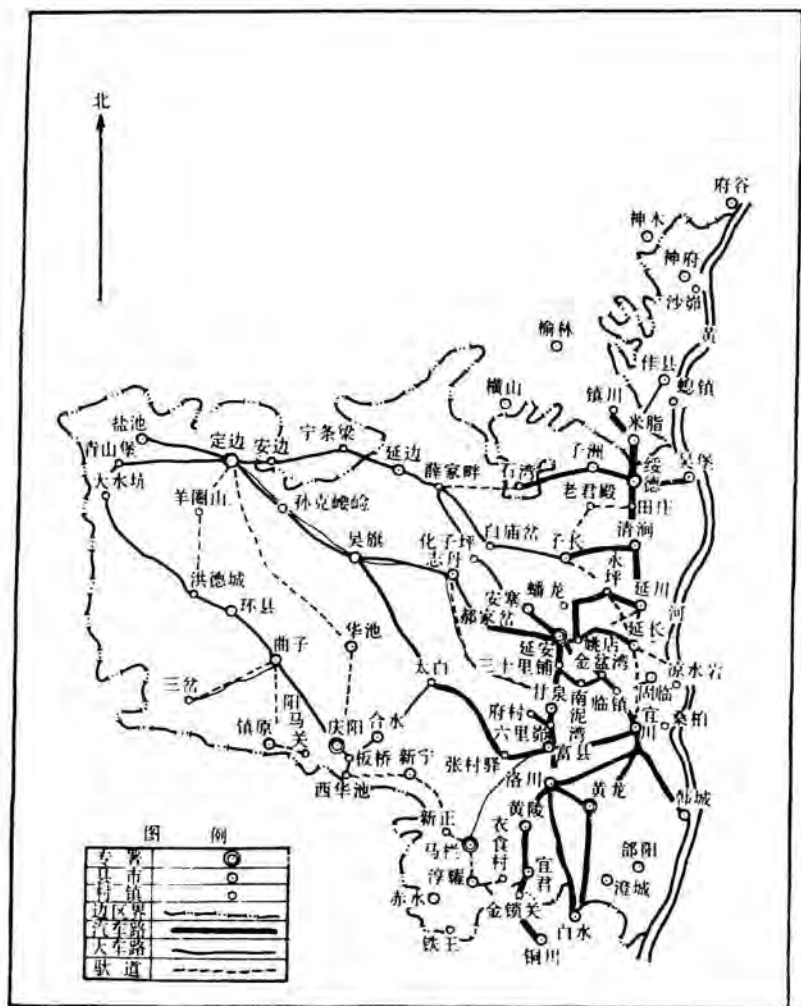 北
府谷
神木
神府
沙峁
黄
榆林
佳县
螅镇
横山
镇川
米脂
盐池
定边
安边
宁条梁
延边
青山堡
薛家畔
石湾
子洲
绥德
吴堡
大水坑
羊圈山
孙克崾崄
老君殿
田庄
吴旗
化子坪
白庙岔
子长
清涧
志丹
永坪
洪德城
环县
安塞
蟠龙
延川
河
郝家岔
华池
延安
姚店
延长
曲子
金盆湾
凉水岩
太白
三十里铺
三岔
甘泉
南泥湾
临镇
固临
宜川
桑柏
镇原
马关
阳
庆阳
合水
府村
六里峁
板桥
新宁
张村驿
富县
西华池
洛川
黄龙
韩城
黄陵
新正
衣食村
马栏
宜君
郃阳
淳耀
澄城
赤水
金锁关
铁王
白水
铜川
图 例
专署
县市
村镇
边区界
汽车路
大车路
驮道